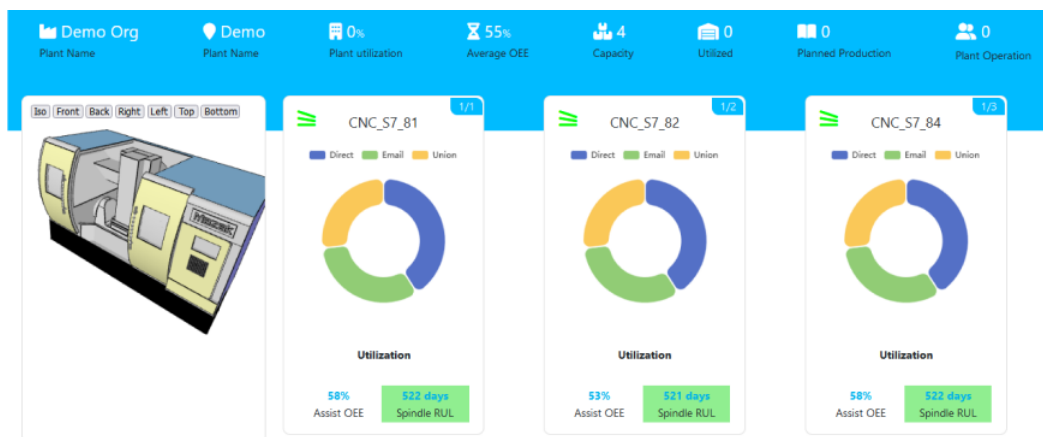 Demo Org
Plant Name
Demo
Plant Name
0%
Plant utilization
55%
Average OEE
4
Capacity
0
Utilized
0
Planned Production
0
Plant Operation
Iso Front Back Right Left Top Bottom
Mazak
1/1
CNC_S7_81
Direct Email Union
Utilization
58%
Assist OEE
522 days
Spindle RUL
1/2
CNC_S7_82
Direct Email Union
Utilization
53%
Assist OEE
521 days
Spindle RUL
1/3
CNC_S7_84
Direct Email Union
Utilization
58%
Assist OEE
522 days
Spindle RUL